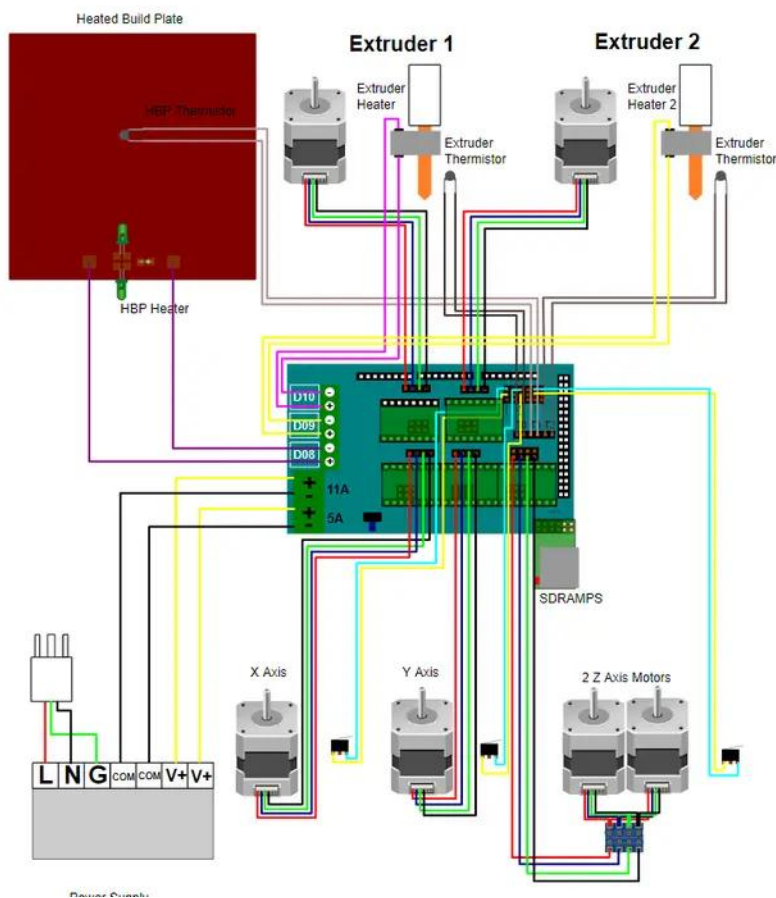 Heated Build Plate
Extruder 1
Extruder 2
Extruder
Heater
Extruder
Heater 2
HBP Thermistor
Extruder
Thermistor
Extruder
Thermistor
HBP Heater
D10
D09
D08
11A
5A
SDRAMPS
X Axis
Y Axis
2 Z Axis Motors
L N G COM COM V+ V+
Power Supply